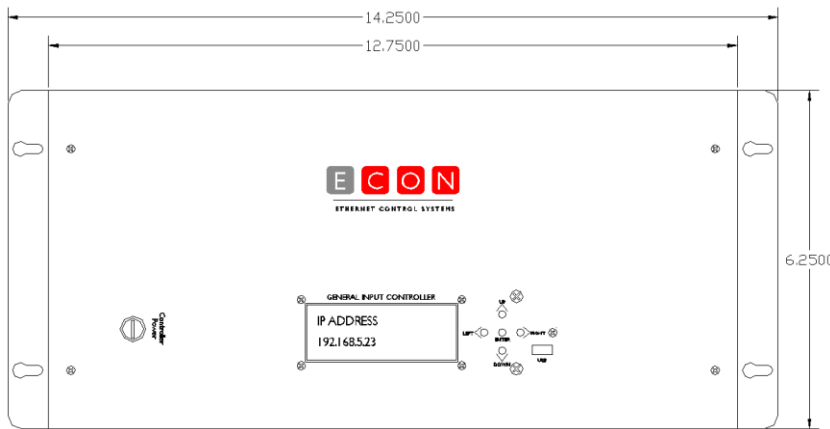 14.2500
12.7500
E CON
ETHERNET CONTROL SYSTEMS
6.2500
GENERAL INPUT CONTROLLER
UP
IP ADDRESS
192.168.5.23
LEFT
RIGHT
ENTER
DOWN
USB
Controller
Power